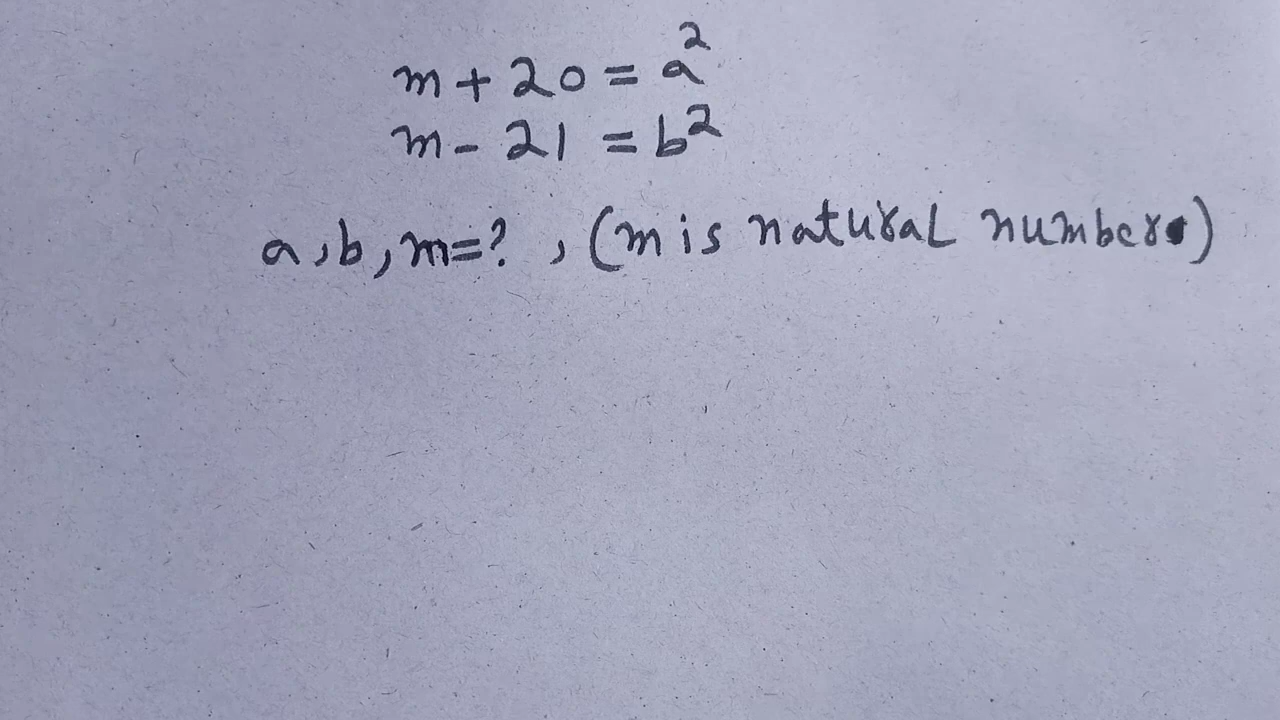 m + 20 = a²
m - 21 = b²
a, b, m = ? , (m is natural number)